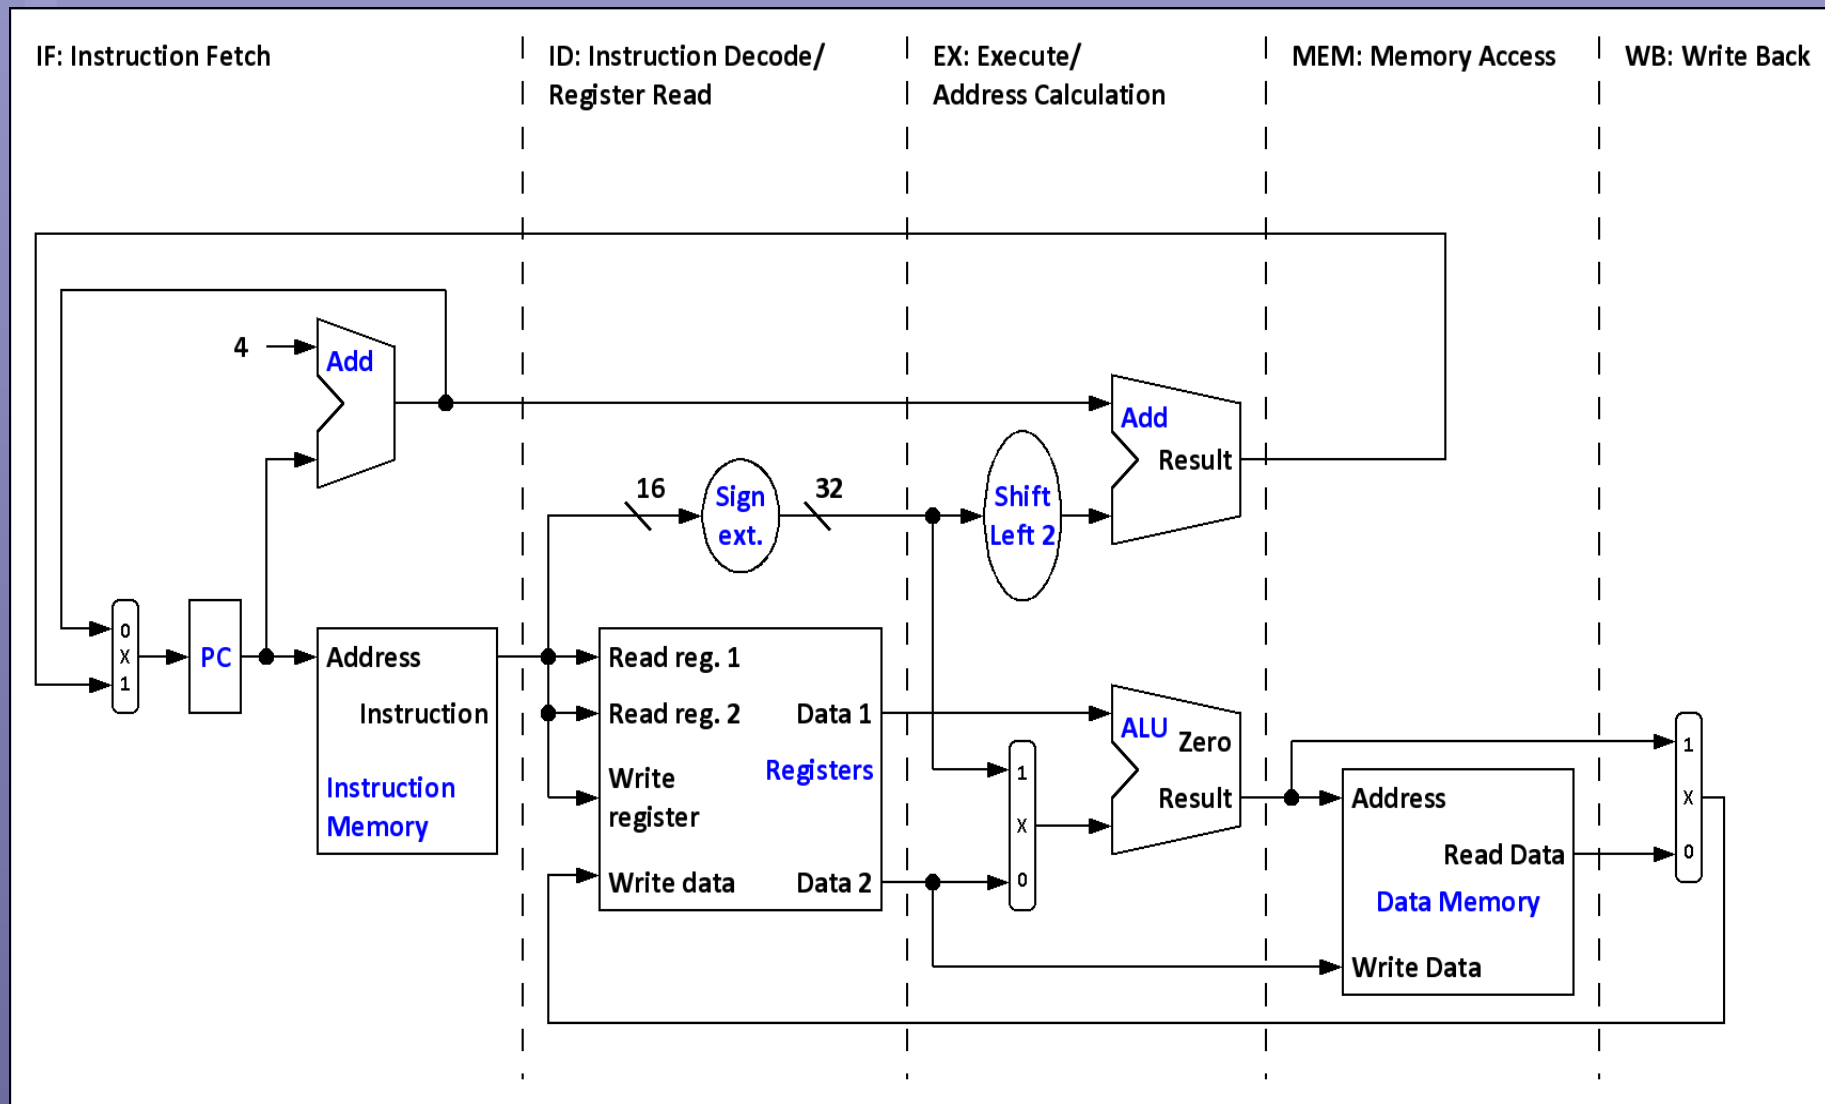 IF: Instruction Fetch
ID: Instruction Decode/
Register Read
EX: Execute/
Address Calculation
MEM: Memory Access
WB: Write Back
4
Add
Add
Result
16
Sign
ext.
32
Shift
Left 2
0
X
1
PC
Address
Instruction
Instruction
Memory
Read reg. 1
Read reg. 2
Data 1
Registers
Write
register
Write data
Data 2
1
X
0
ALU
Zero
Result
Address
Read Data
Data Memory
Write Data
1
X
0